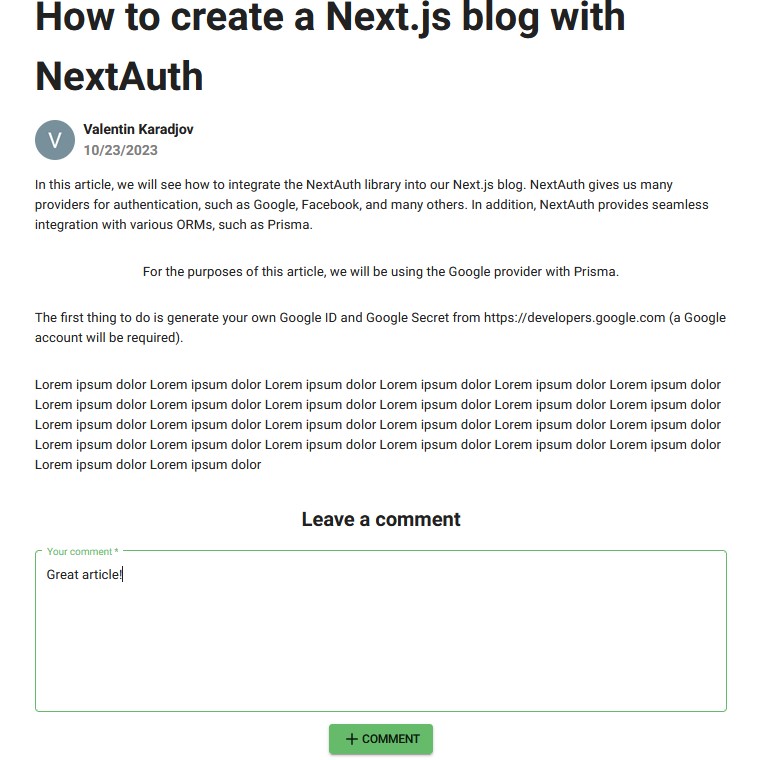 How to create a Next.js blog with
NextAuth
V
Valentin Karadjov
10/23/2023
In this article, we will see how to integrate the NextAuth library into our Next.js blog. NextAuth gives us many
providers for authentication, such as Google, Facebook, and many others. In addition, NextAuth provides seamless
integration with various ORMs, such as Prisma.
For the purposes of this article, we will be using the Google provider with Prisma.
The first thing to do is generate your own Google ID and Google Secret from https://developers.google.com (a Google
account will be required).
Lorem ipsum dolor Lorem ipsum dolor Lorem ipsum dolor Lorem ipsum dolor Lorem ipsum dolor Lorem ipsum dolor
Lorem ipsum dolor Lorem ipsum dolor Lorem ipsum dolor Lorem ipsum dolor Lorem ipsum dolor Lorem ipsum dolor
Lorem ipsum dolor Lorem ipsum dolor Lorem ipsum dolor Lorem ipsum dolor Lorem ipsum dolor Lorem ipsum dolor
Lorem ipsum dolor Lorem ipsum dolor Lorem ipsum dolor Lorem ipsum dolor Lorem ipsum dolor Lorem ipsum dolor
Lorem ipsum dolor Lorem ipsum dolor
Leave a comment
Your comment *
Great article!
+ COMMENT